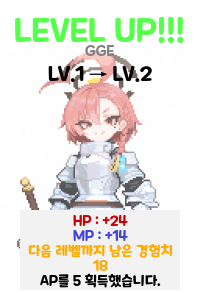 LEVEL UP!!!
GGE
LV.1 → LV.2
HP : +24
MP : +14
다음 레벨까지 남은 경험치
18
AP를 5 획득했습니다.